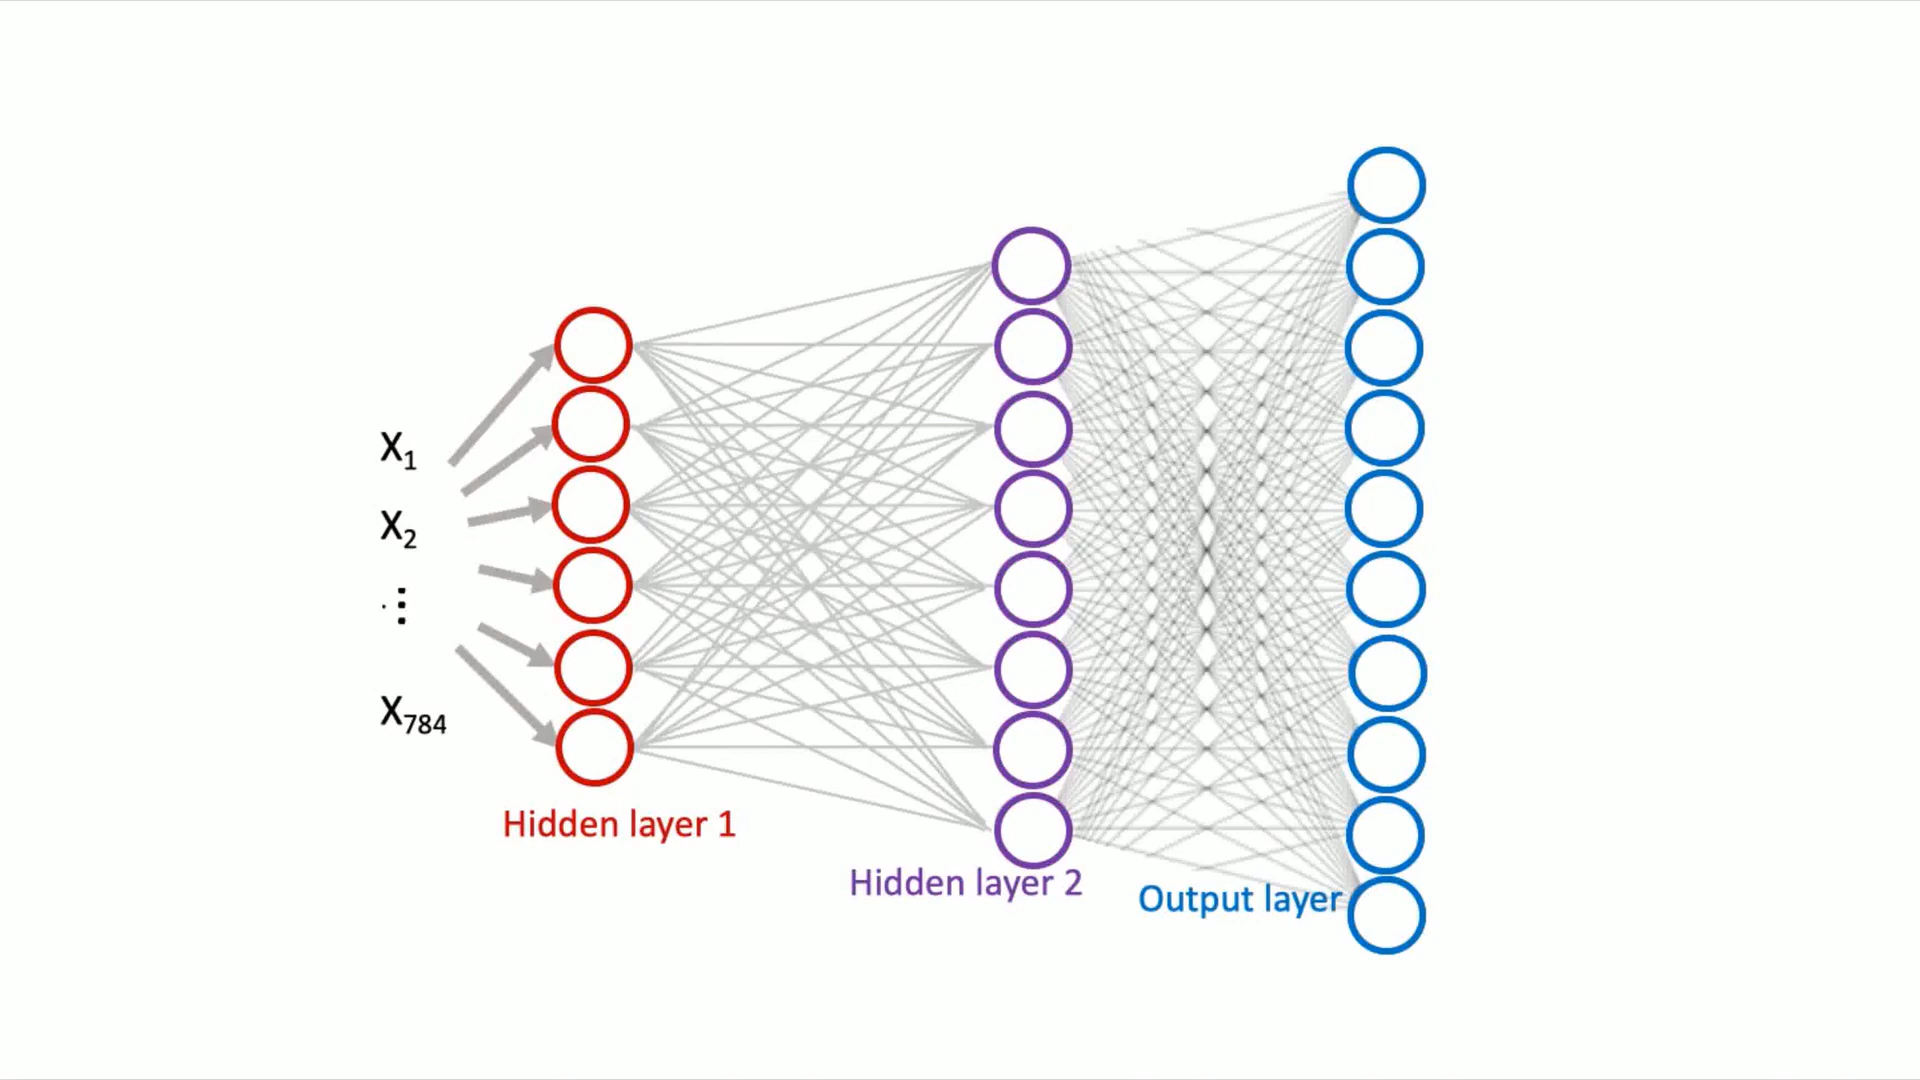 X₁
X₂
⋮
X₇₈₄
Hidden layer 1
Hidden layer 2
Output layer